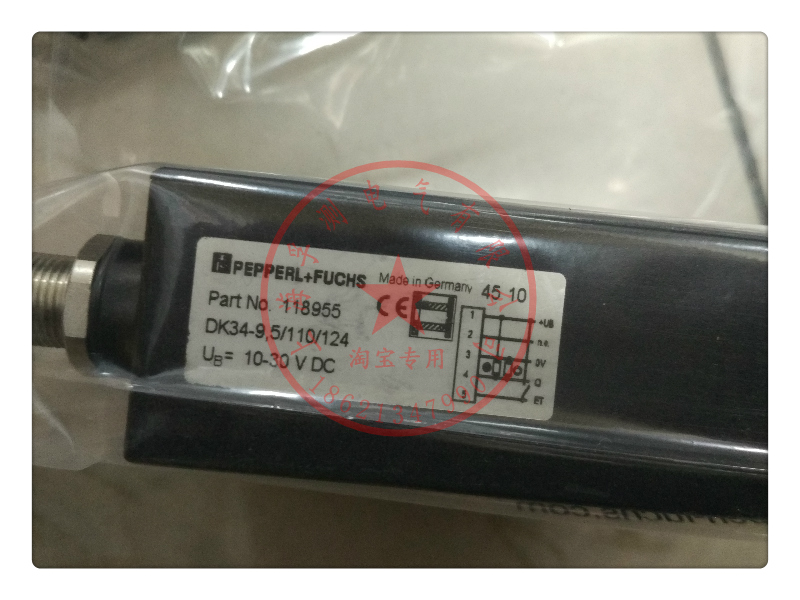 PEPPERL+FUCHS Made in Germany 45-10
Part No. 118955
DK34-9,5/110/124
UB= 10-30 V DC
CE
1 +UB
2 n.c.
3 0V
4 Q
5 ET
淘宝专用